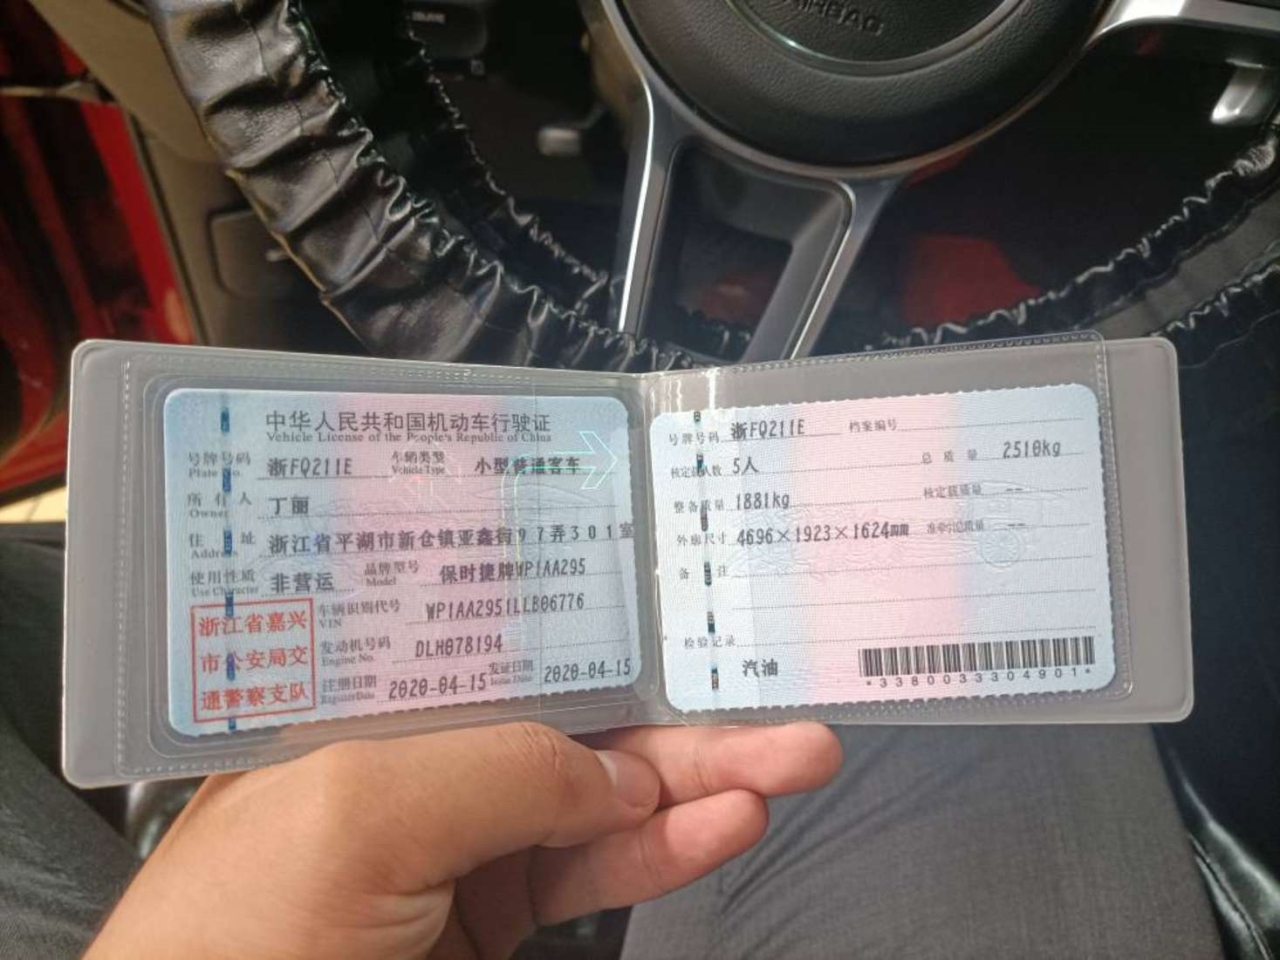 AIRBAG
中华人民共和国机动车行驶证
Vehicle License of the People's Republic of China
号牌号码 浙FQ211E 车辆类型 小型普通客车
Plate No. Vehicle Type
所有人 丁丽
Owner
住址 浙江省平湖市新仓镇亚鑫街97弄301室
Address
使用性质 非营运 品牌型号 保时捷牌WP1AA295
Use Character Model
浙江省嘉兴
市公安局交
通警察支队
车辆识别代号 WP1AA2951LLB06776
VIN
发动机号码 DLH078194
Engine No.
注册日期 2020-04-15 发证日期 2020-04-15
Register Date Issue Date
号牌号码 浙FQ211E 档案编号
核定载人数 5人 总质量 2510kg
整备质量 1881kg 核定载质量 --
外廓尺寸 4696×1923×1624mm 准牵引总质量 --
备注
检验记录
汽油
*3380033304901*